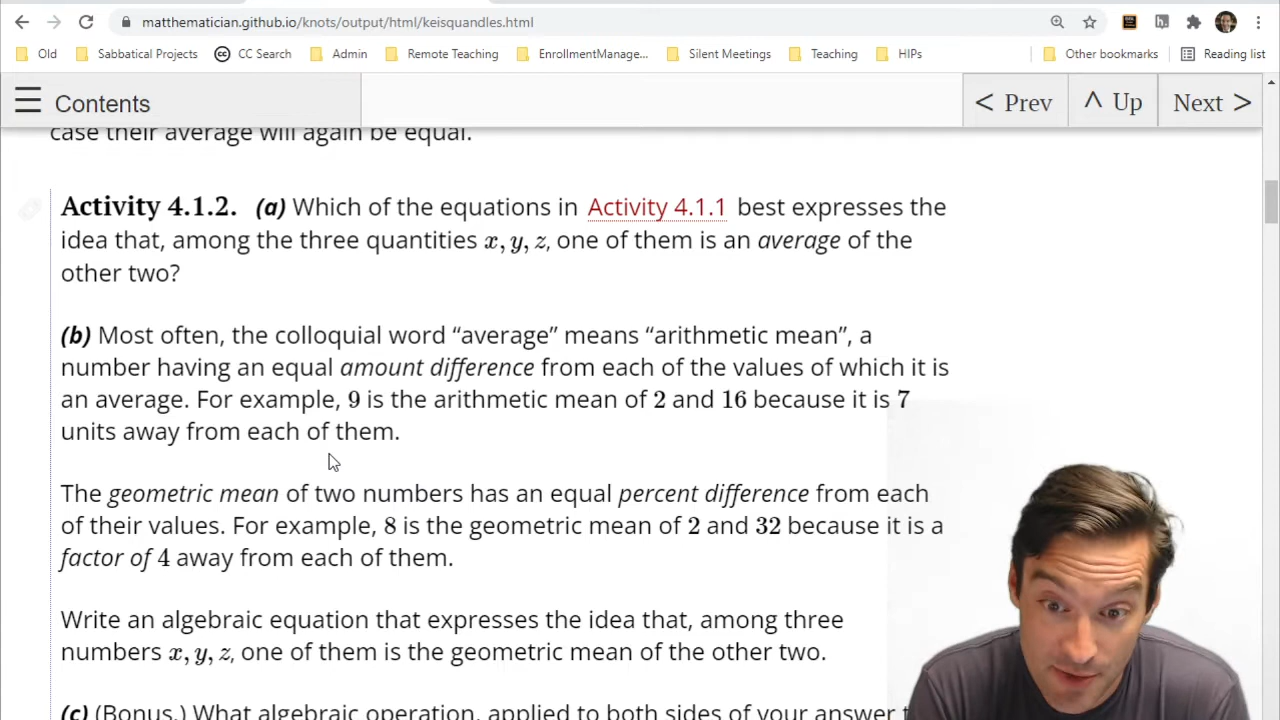 matthematician.github.io/knots/output/html/keisquandles.html
Old Sabbatical Projects CC Search Admin Remote Teaching EnrollmentManage... Silent Meetings Teaching HIPs Other bookmarks Reading list
Contents < Prev ^ Up Next >
case their average will again be equal.
Activity 4.1.2. (a) Which of the equations in Activity 4.1.1 best expresses the
idea that, among the three quantities x, y, z, one of them is an average of the
other two?
(b) Most often, the colloquial word “average” means “arithmetic mean”, a
number having an equal amount difference from each of the values of which it is
an average. For example, 9 is the arithmetic mean of 2 and 16 because it is 7
units away from each of them.
The geometric mean of two numbers has an equal percent difference from each
of their values. For example, 8 is the geometric mean of 2 and 32 because it is a
factor of 4 away from each of them.
Write an algebraic equation that expresses the idea that, among three
numbers x, y, z, one of them is the geometric mean of the other two.
(c) (Bonus.) What algebraic operation, applied to both sides of your answer